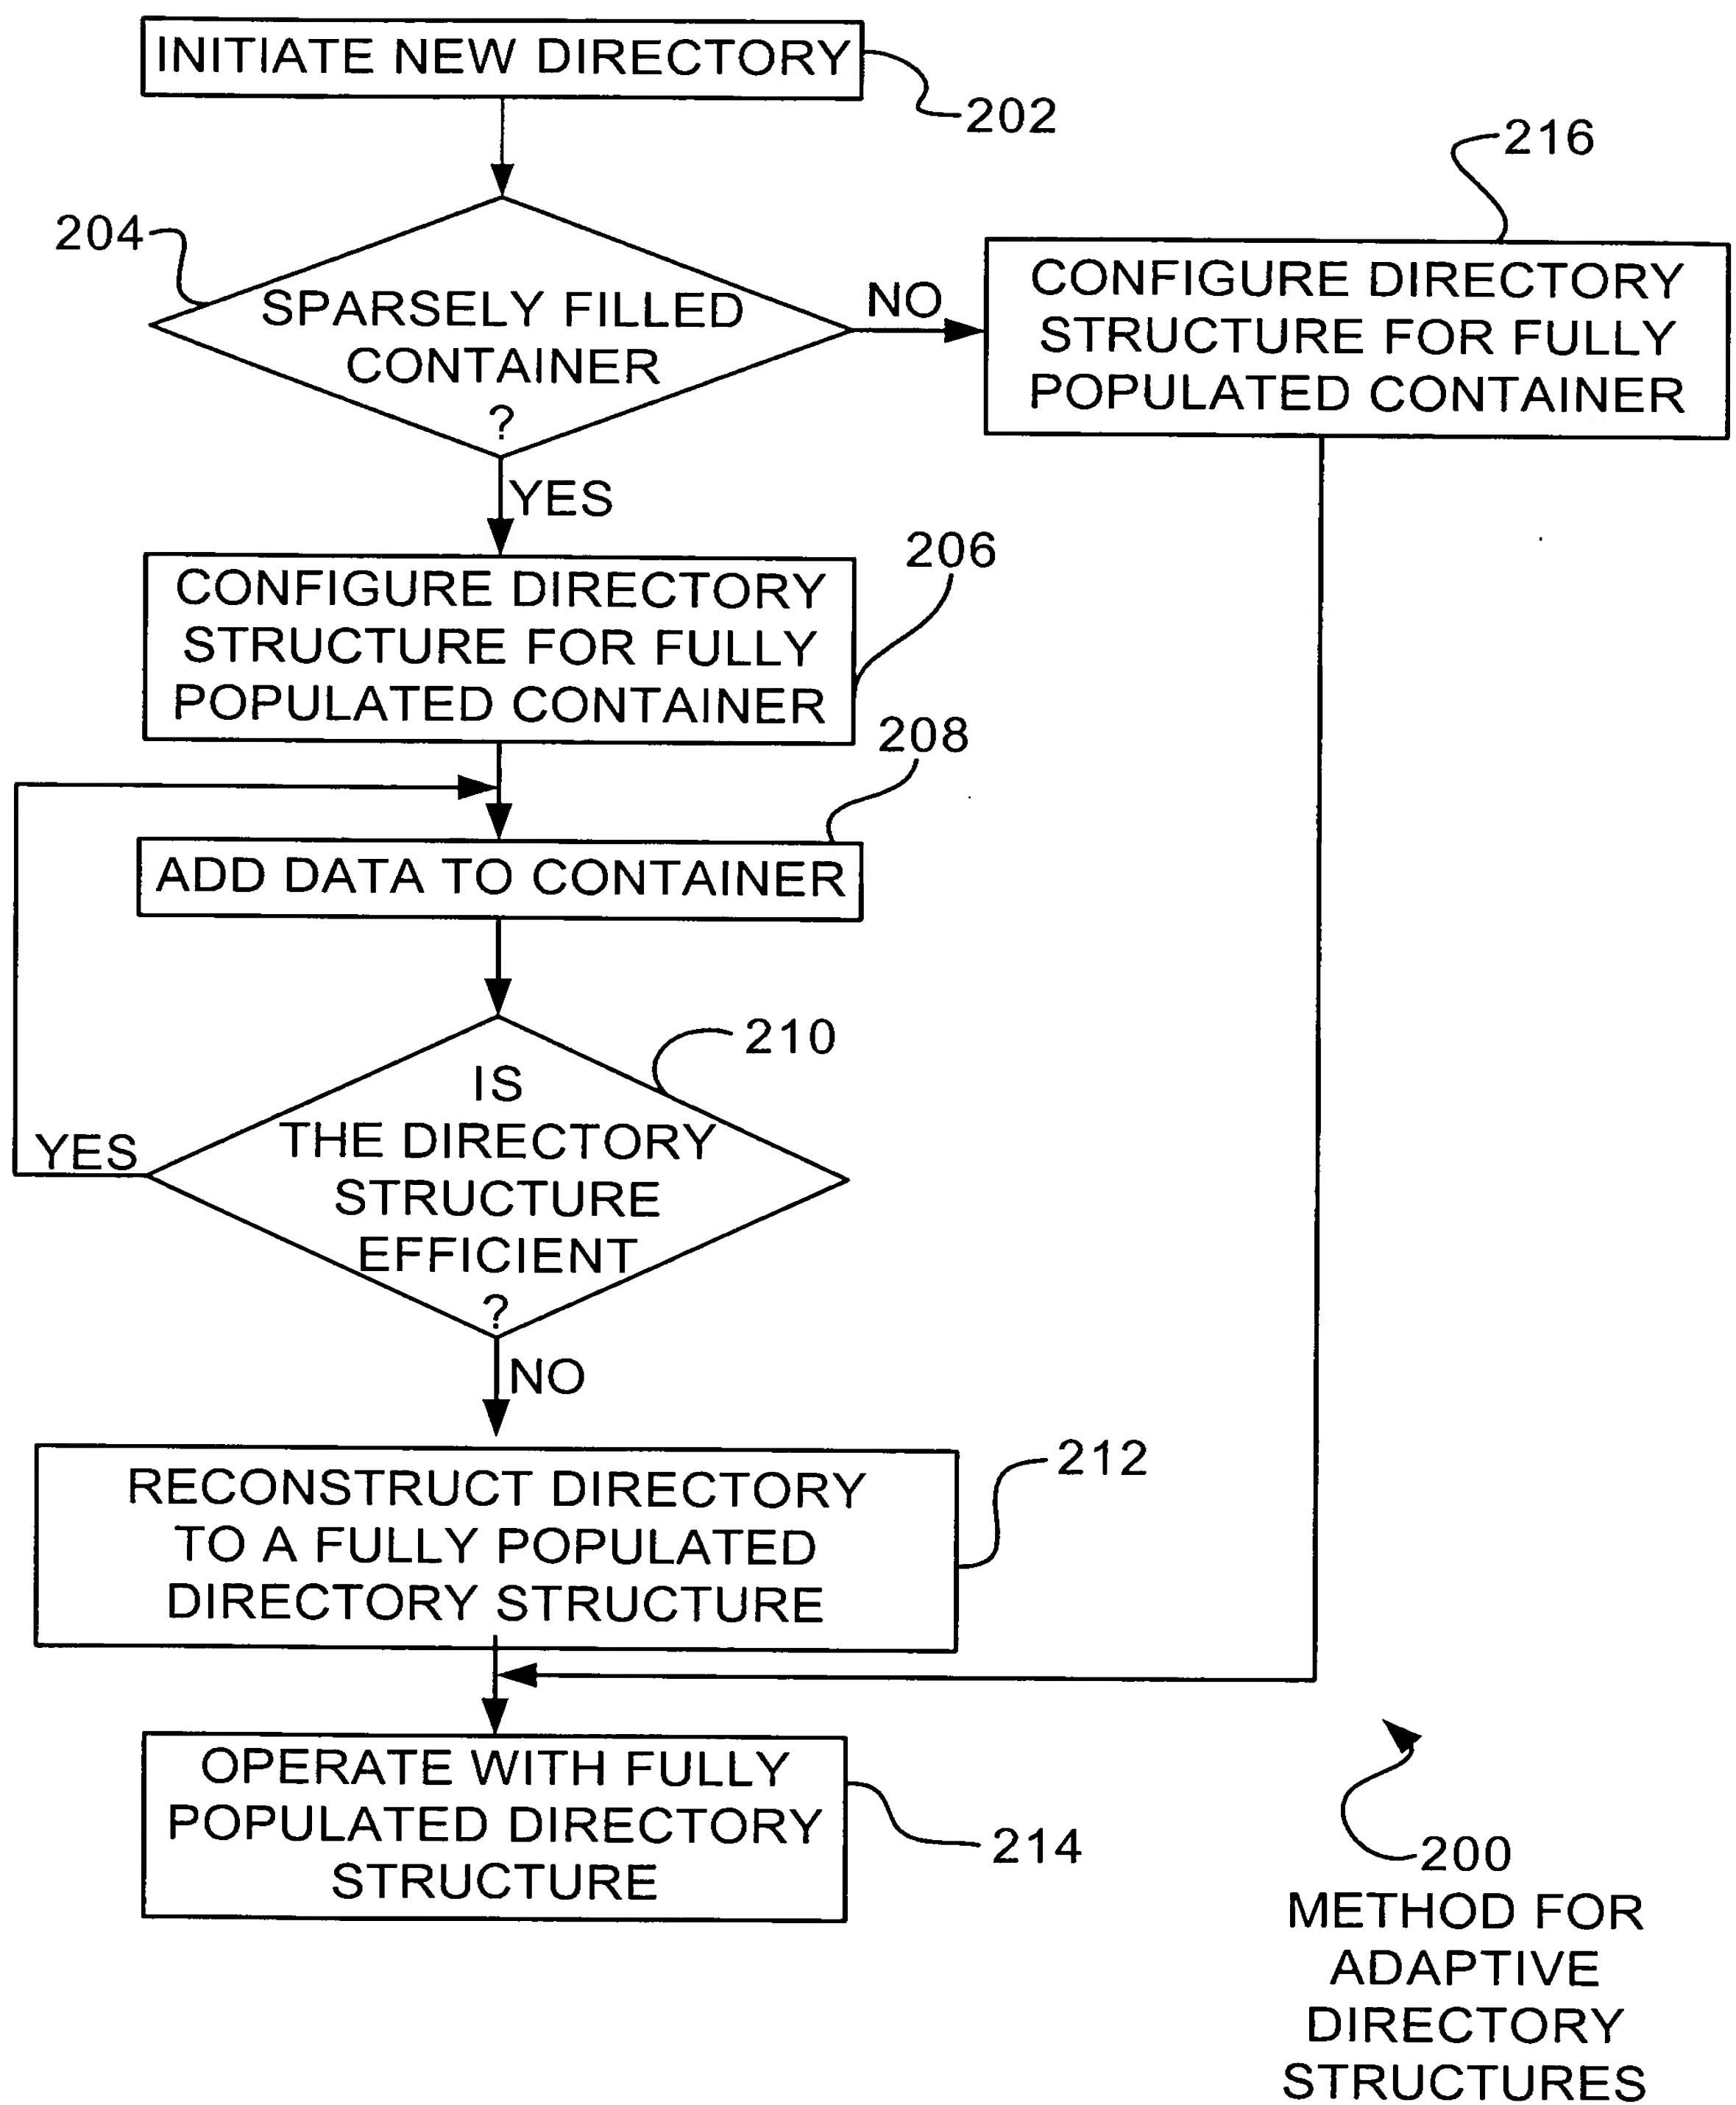 INITIATE NEW DIRECTORY
202
216
204
SPARSELY FILLED
CONTAINER
?
NO
CONFIGURE DIRECTORY
STRUCTURE FOR FULLY
POPULATED CONTAINER
YES
206
CONFIGURE DIRECTORY
STRUCTURE FOR FULLY
POPULATED CONTAINER
208
ADD DATA TO CONTAINER
210
IS
THE DIRECTORY
STRUCTURE
EFFICIENT
?
YES
NO
212
RECONSTRUCT DIRECTORY
TO A FULLY POPULATED
DIRECTORY STRUCTURE
OPERATE WITH FULLY
POPULATED DIRECTORY
STRUCTURE
214
200
METHOD FOR
ADAPTIVE
DIRECTORY
STRUCTURES